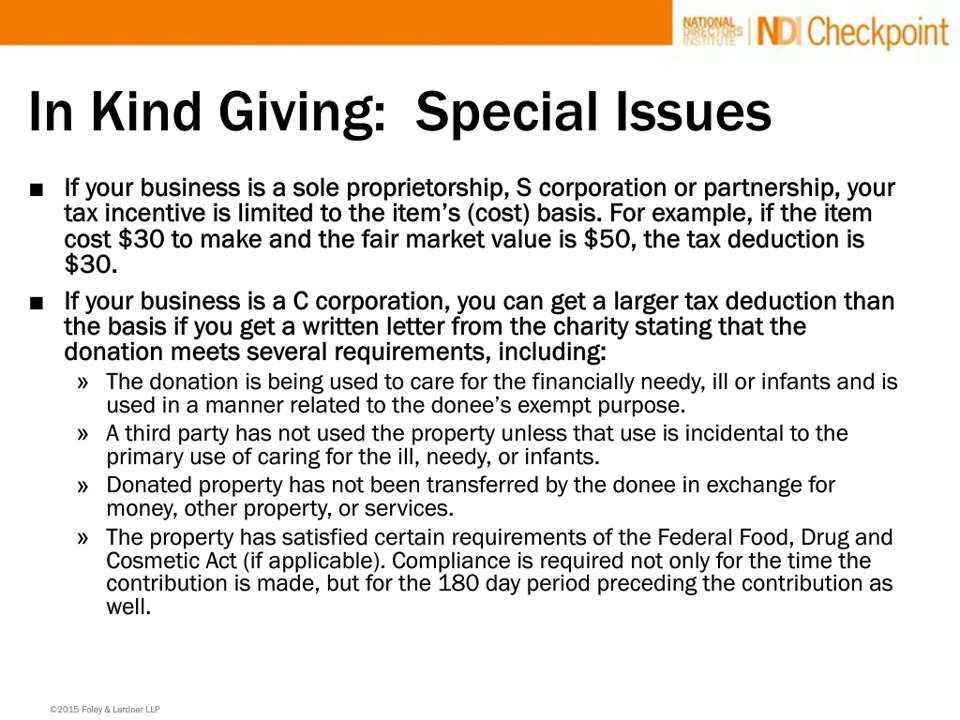 NATIONAL
DIRECTORS
INSTITUTE
NDI Checkpoint
In Kind Giving:  Special Issues
■ If your business is a sole proprietorship, S corporation or partnership, your
tax incentive is limited to the item’s (cost) basis. For example, if the item
cost $30 to make and the fair market value is $50, the tax deduction is
$30.
■ If your business is a C corporation, you can get a larger tax deduction than
the basis if you get a written letter from the charity stating that the
donation meets several requirements, including:
» The donation is being used to care for the financially needy, ill or infants and is
used in a manner related to the donee’s exempt purpose.
» A third party has not used the property unless that use is incidental to the
primary use of caring for the ill, needy, or infants.
» Donated property has not been transferred by the donee in exchange for
money, other property, or services.
» The property has satisfied certain requirements of the Federal Food, Drug and
Cosmetic Act (if applicable). Compliance is required not only for the time the
contribution is made, but for the 180 day period preceding the contribution as
well.
©2015 Foley & Lardner LLP